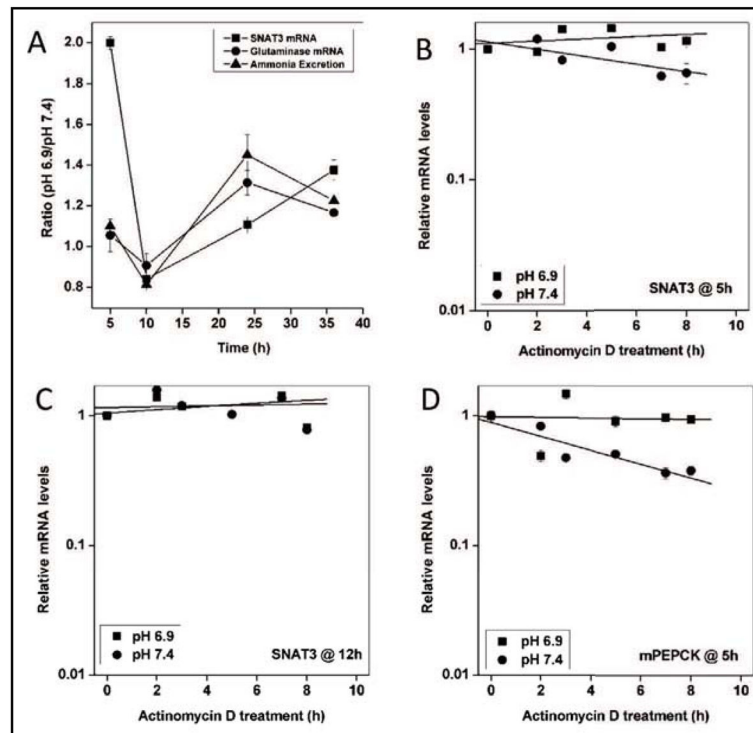 A
SNAT3 mRNA
Glutaminase mRNA
Ammonia Excretion
Ratio (pH 6.9/pH 7.4)
2.0
1.8
1.6
1.4
1.2
1.0
0.8
5 10 15 20 25 30 35 40
Time (h)
B
Relative mRNA levels
1
0.1
0.01
pH 6.9
pH 7.4
SNAT3 @ 5h
0 2 4 6 8 10
Actinomycin D treatment (h)
C
Relative mRNA levels
1
0.1
0.01
pH 6.9
pH 7.4
SNAT3 @ 12h
0 2 4 6 8 10
Actinomycin D treatment (h)
D
Relative mRNA levels
1
0.1
0.01
pH 6.9
pH 7.4
mPEPCK @ 5h
0 2 4 6 8 10
Actinomycin D treatment (h)